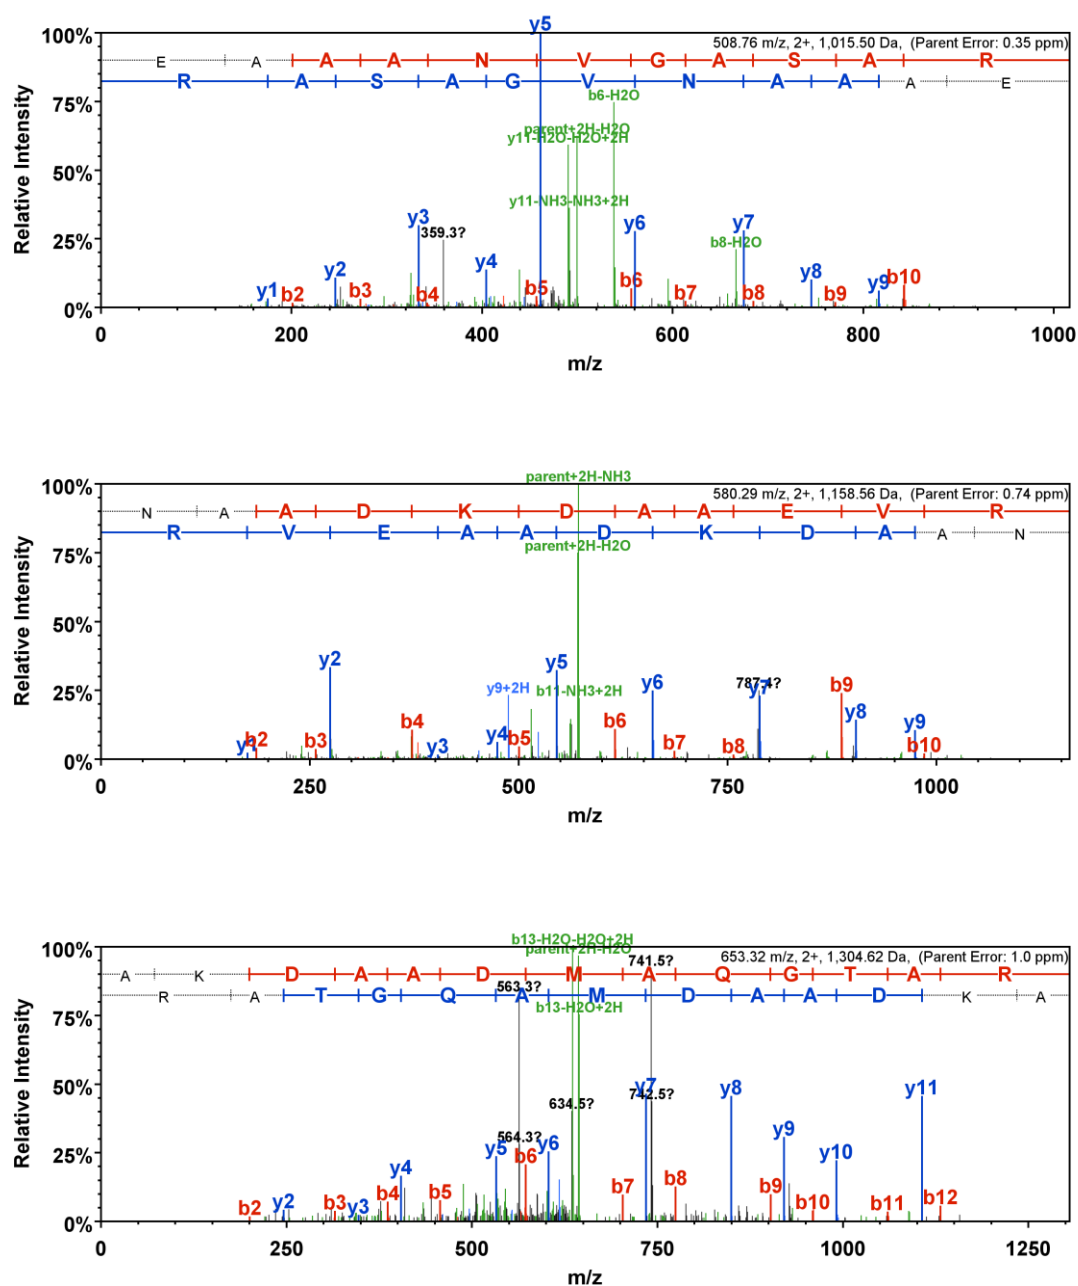 y5
100%
508.76 m/z, 2+, 1,015.50 Da, (Parent Error: 0.35 ppm)
E A A A N V G A S A R
R A S A G V N A A A E
b6-H2O
75%
parent+2H-H2O
y11-H2O-H2O+2H
50%
y11-NH3-NH3+2H
y3 359.3? y6 y7
25%
b8-H2O
y1 b2 y2 b3 b4 y4 b5 b6 b7 b8 y8 b9 y9 b10
0%
0 200 400 600 800 1000
m/z
Relative Intensity
parent+2H-NH3
100%
580.29 m/z, 2+, 1,158.56 Da, (Parent Error: 0.74 ppm)
N A A D K D A A E V R
R V E A A D K D A A N
parent+2H-H2O
75%
50%
y2 y5 y6 787.4? y7 b9
25%
y9+2H b11-NH3+2H
b2 b3 b4 y3 y4 b5 b6 b7 b8 y8 y9 b10
0%
0 250 500 750 1000
m/z
Relative Intensity
b13-H2O-H2O+2H
parent+2H-H2O
100%
653.32 m/z, 2+, 1,304.62 Da, (Parent Error: 1.0 ppm)
741.5?
A K D A A D M A Q G T A R
R A T G Q A M D A A D K A
563.3?
b13-H2O+2H
75%
50%
y7 742.5? y8 y11
634.5?
564.3? y9
25%
y4 y5 b6 y6 y10
b2 y2 b3 y3 b4 b5 b7 b8 b9 b10 b11 b12
0%
0 250 500 750 1000 1250
m/z
Relative Intensity